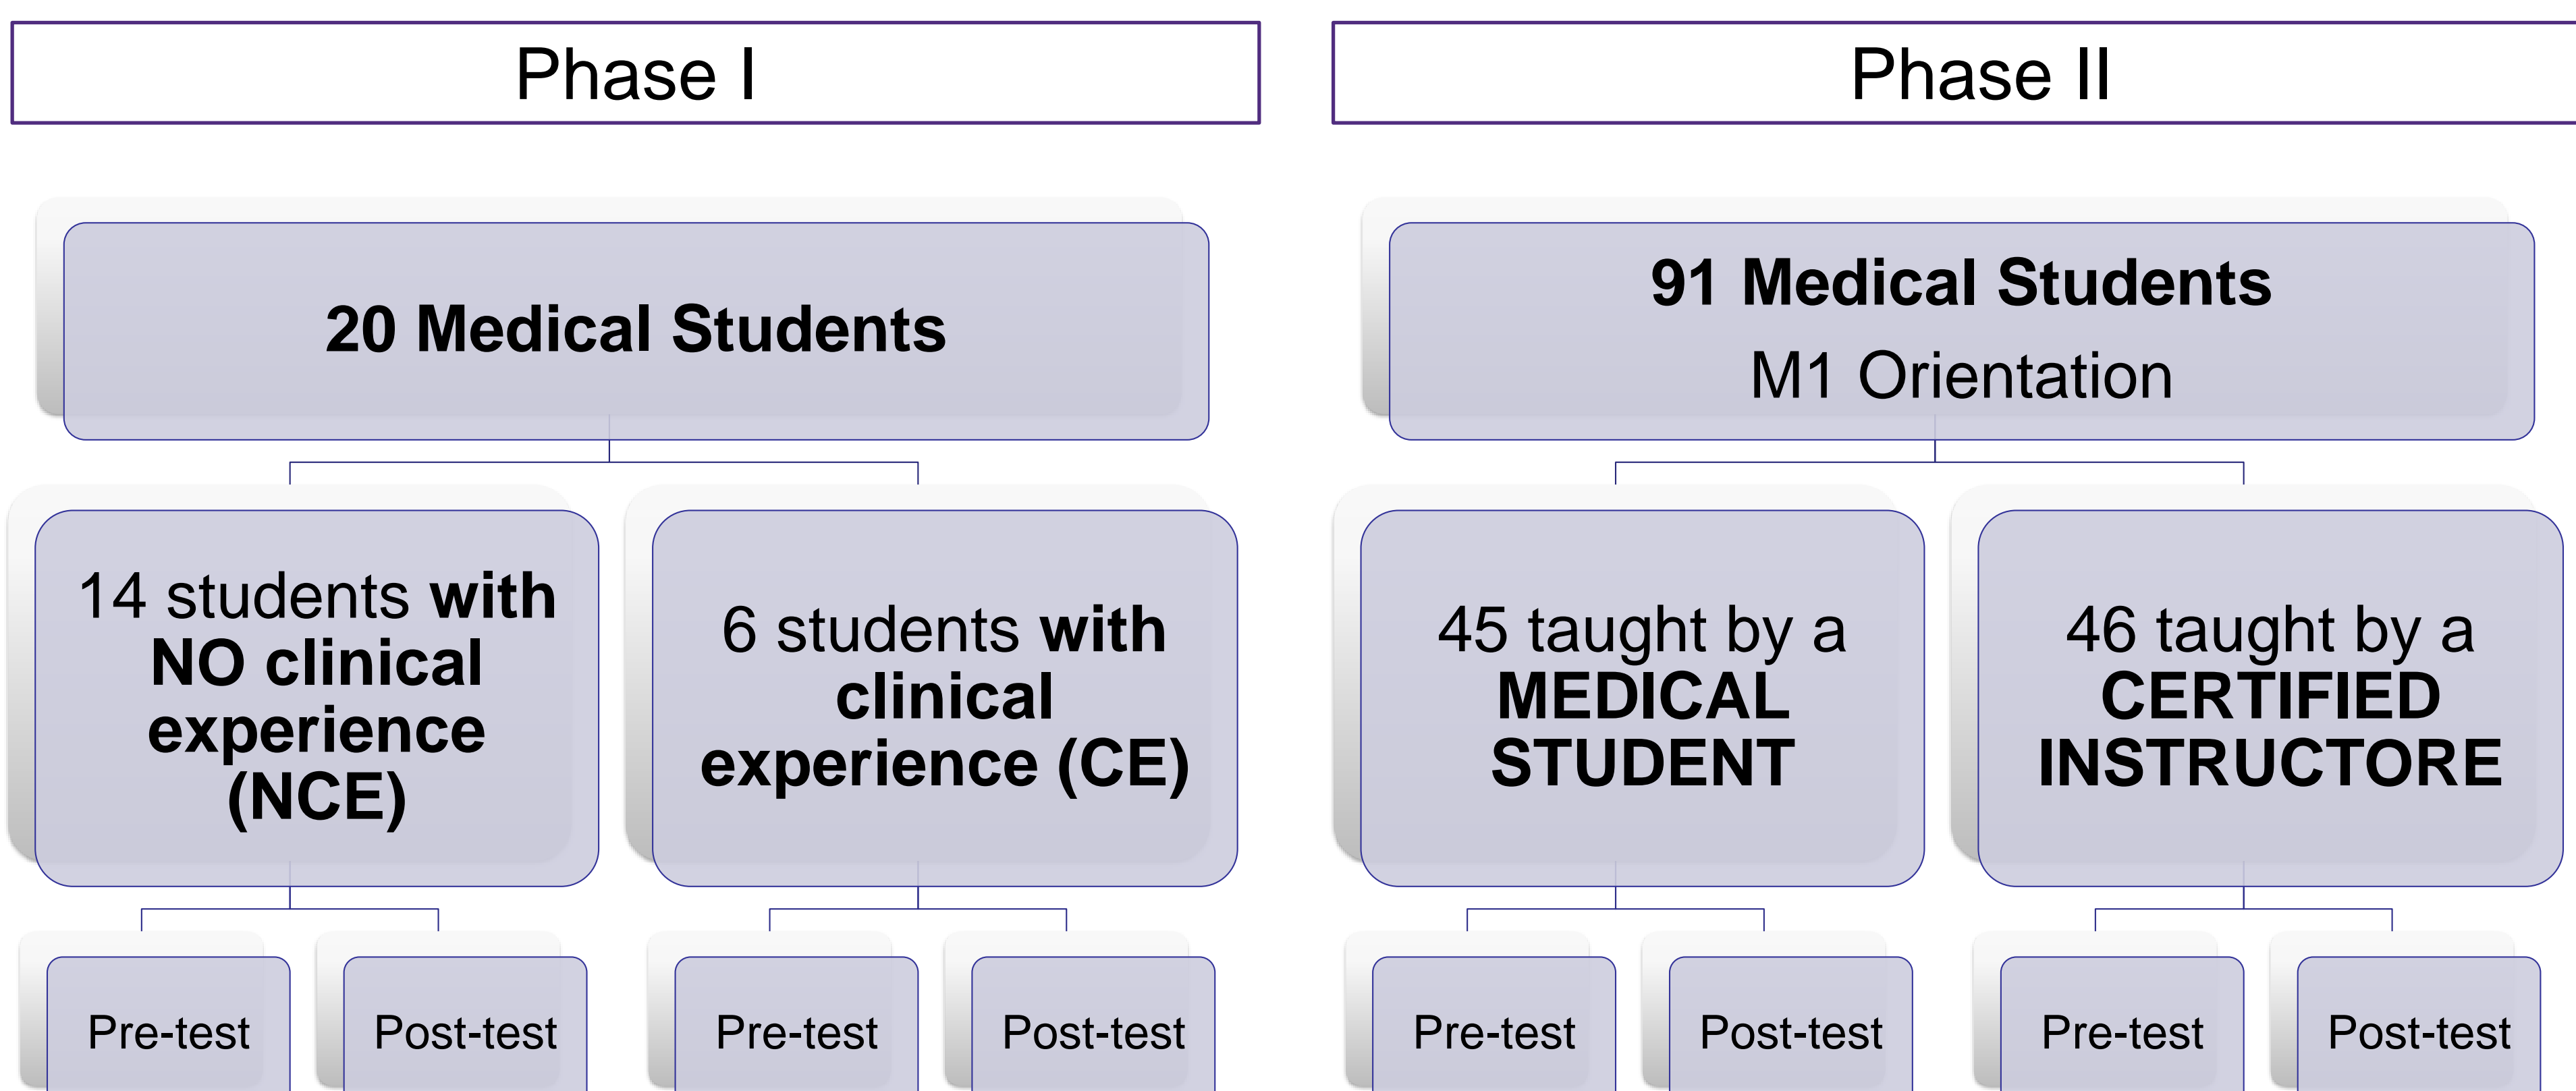 Phase I
20 Medical Students
14 students with
NO clinical
experience
(NCE)
6 students with
clinical
experience (CE)
Pre-test
Post-test
Pre-test
Post-test
Phase II
91 Medical Students
M1 Orientation
45 taught by a
MEDICAL
STUDENT
46 taught by a
CERTIFIED
INSTRUCTORE
Pre-test
Post-test
Pre-test
Post-test